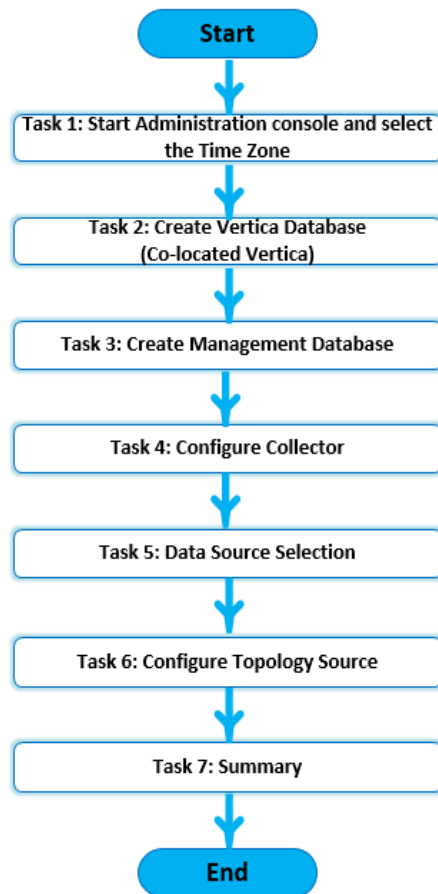 Start
Task 1: Start Administration console and select
the Time Zone
Task 2: Create Vertica Database
(Co-located Vertica)
Task 3: Create Management Database
Task 4: Configure Collector
Task 5: Data Source Selection
Task 6: Configure Topology Source
Task 7: Summary
End